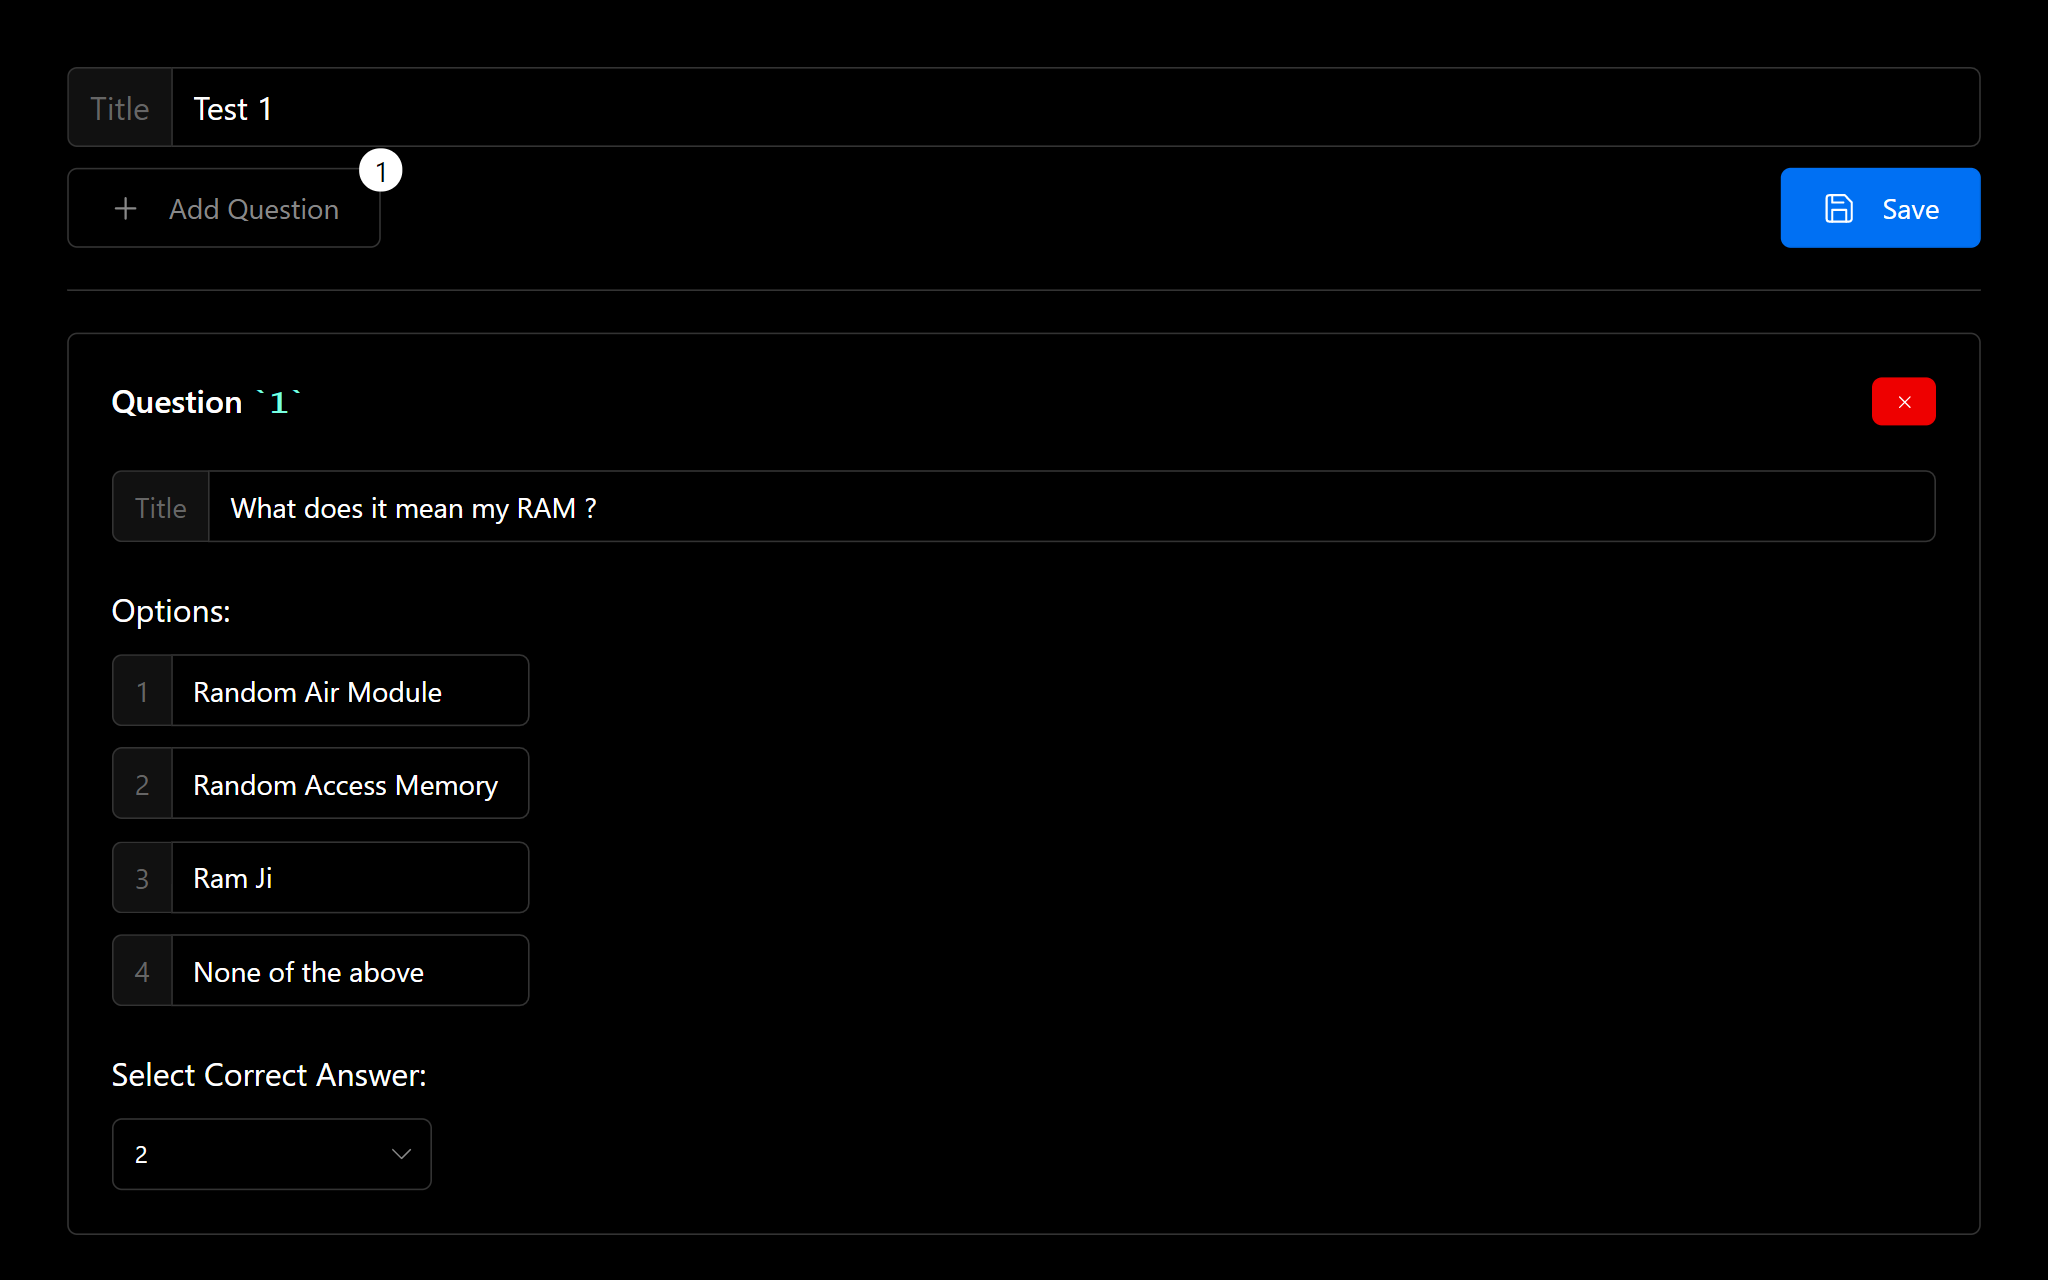 Title Test 1
1
Add Question
Save
Question `1`
Title What does it mean my RAM ?
Options:
1 Random Air Module
2 Random Access Memory
3 Ram Ji
4 None of the above
Select Correct Answer:
2